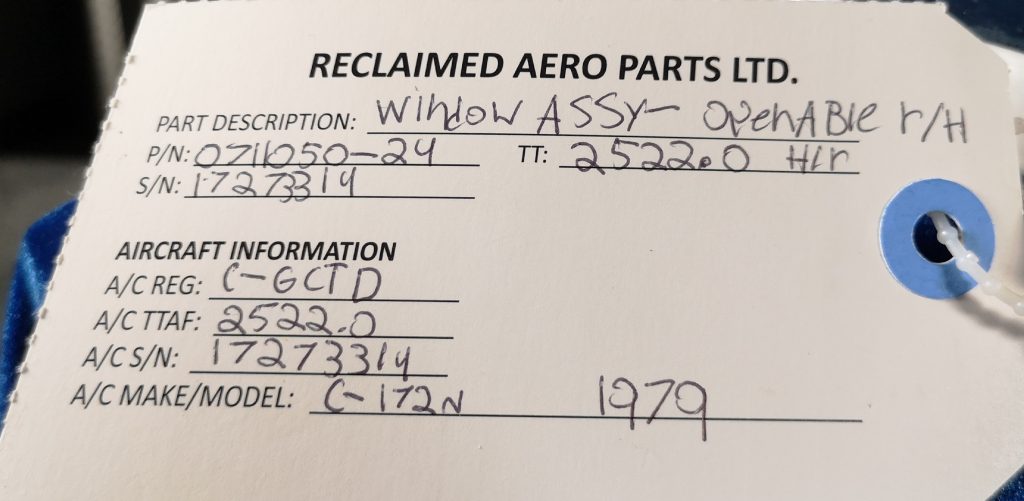 RECLAIMED AERO PARTS LTD.
PART DESCRIPTION: WINDOW ASSY- OPENABLE r/H
P/N: 0711050-24 TT: 2522.0 Hr
S/N: 17273314
AIRCRAFT INFORMATION
A/C REG: C-GCTD
A/C TTAF: 2522.0
A/C S/N: 17273314
A/C MAKE/MODEL: C-172N 1979